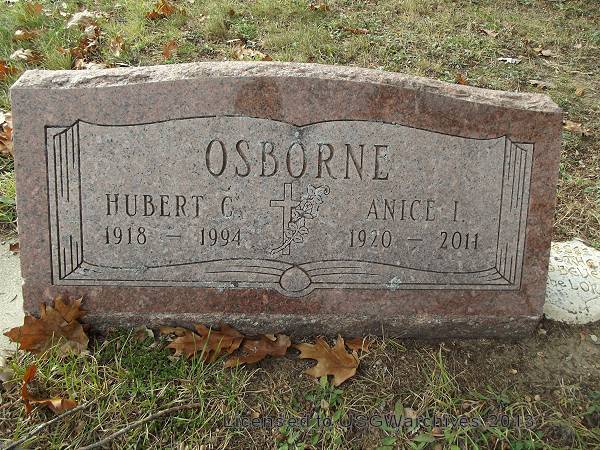 OSBORNE
HUBERT C. ANICE I.
1918 – 1994 1920 – 2011
Licensed to USGWarchives 2013